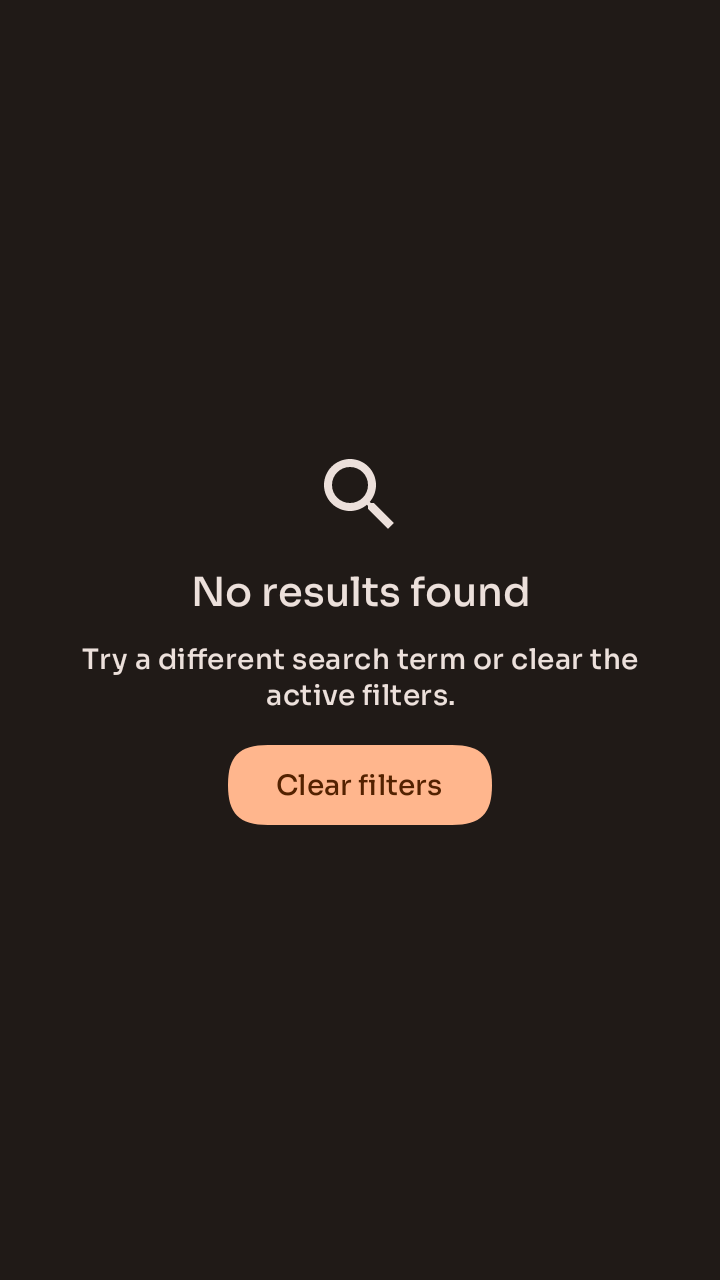 No results found
Try a different search term or clear the
active filters.
Clear filters